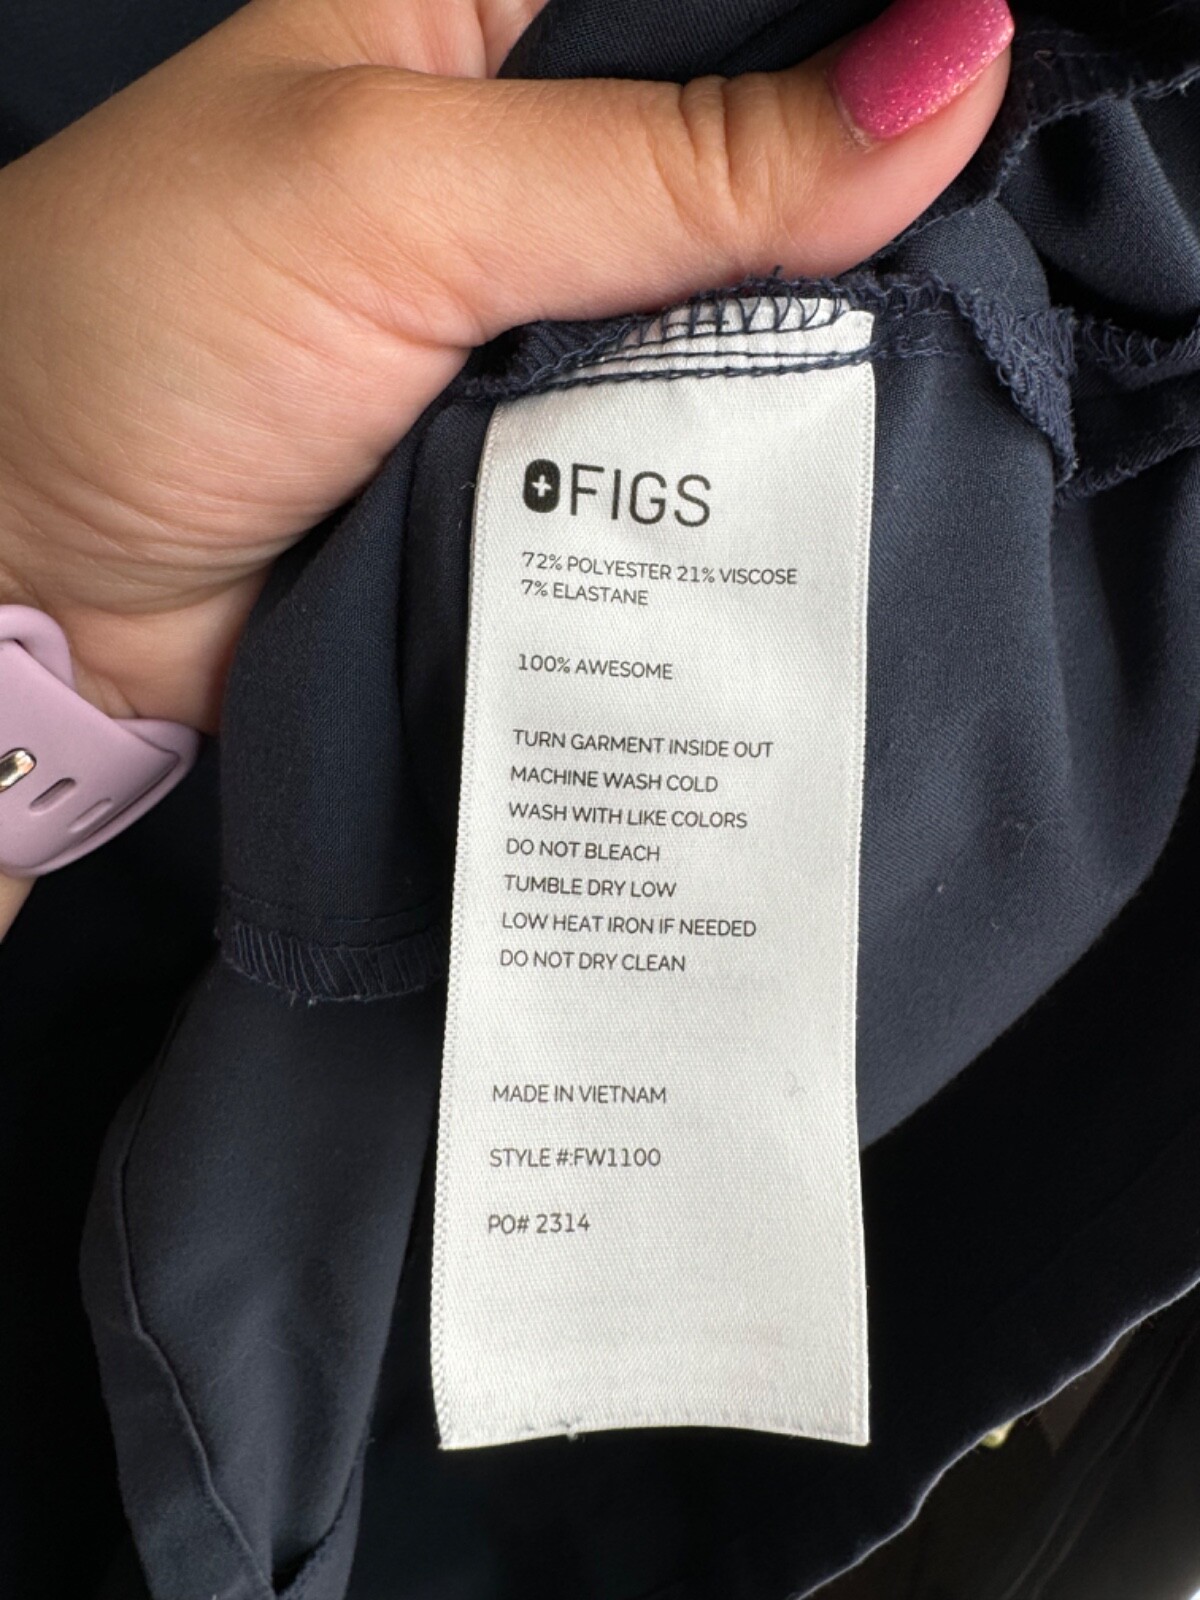 FIGS
72% POLYESTER 21% VISCOSE
7% ELASTANE
100% AWESOME
TURN GARMENT INSIDE OUT
MACHINE WASH COLD
WASH WITH LIKE COLORS
DO NOT BLEACH
TUMBLE DRY LOW
LOW HEAT IRON IF NEEDED
DO NOT DRY CLEAN
MADE IN VIETNAM
STYLE #:FW1100
PO# 2314